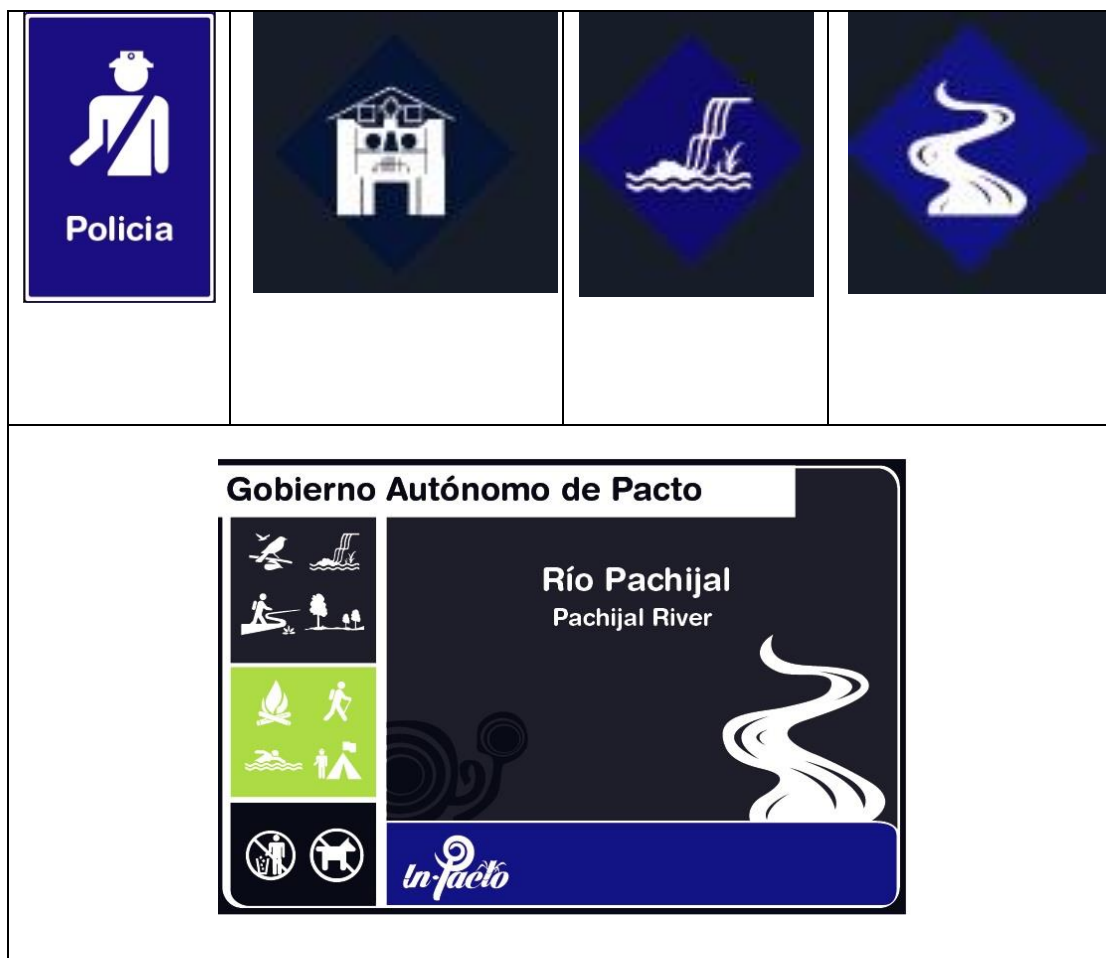 Policia
Gobierno Autónomo de Pacto
Río Pachijal
Pachijal River
In-Pacto